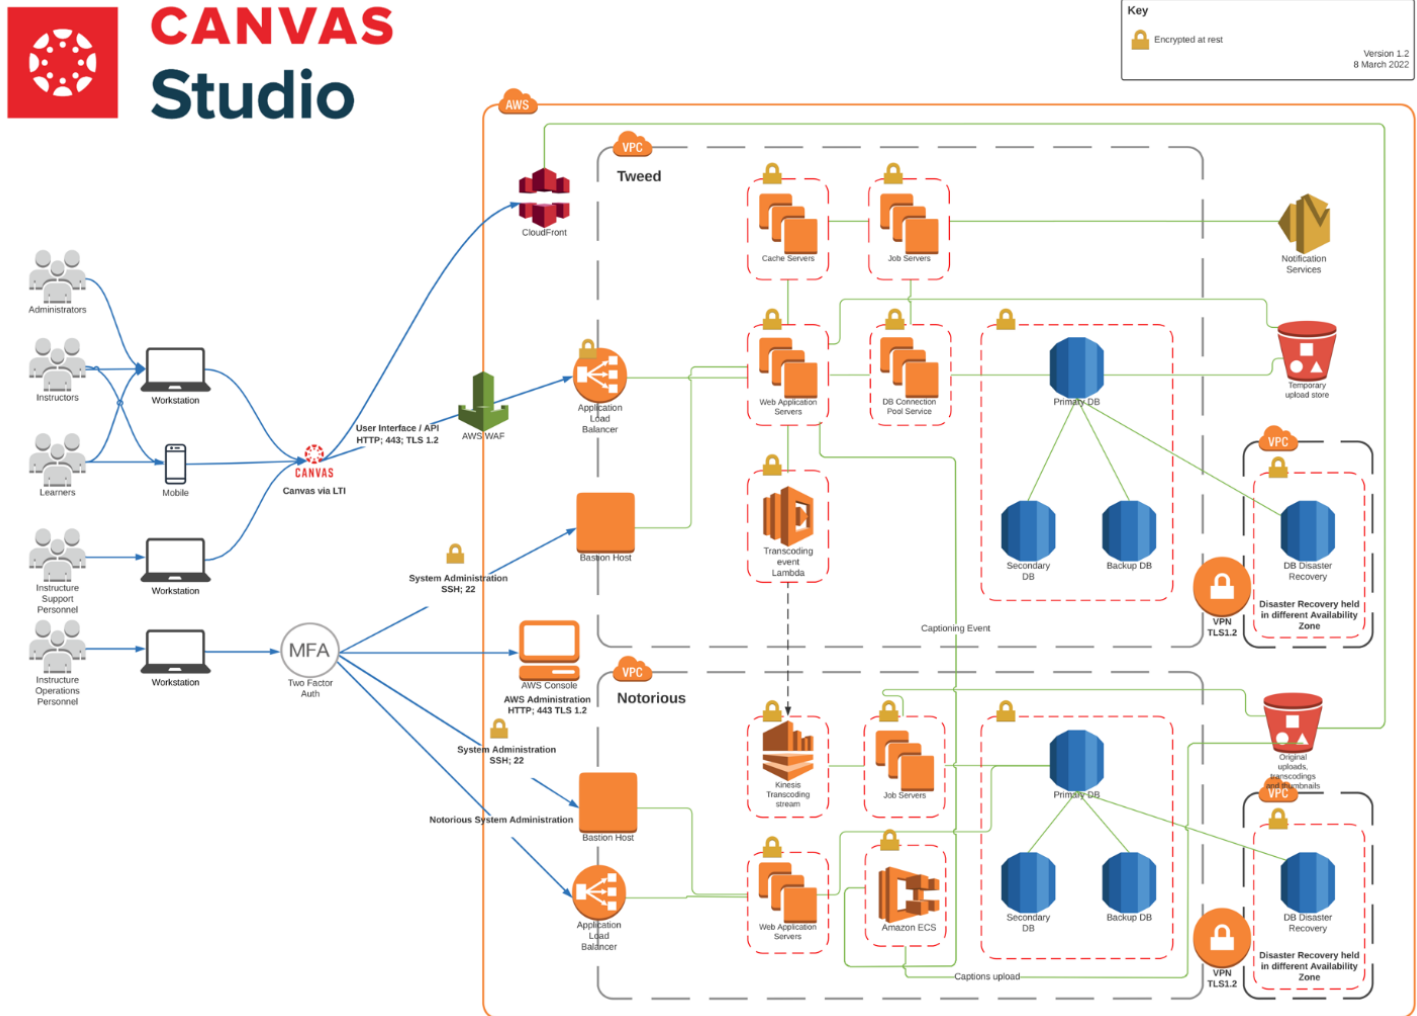 CANVAS
Studio
Key
Encrypted at rest
Version 1.2
8 March 2022
AWS
VPC
Tweed
CloudFront
Cache Servers
Job Servers
Notification
Services
Administrators
Instructors
Learners
Workstation
Mobile
CANVAS
Canvas via LTI
User Interface / API
HTTP; 443; TLS 1.2
AWS WAF
Application
Load
Balancer
Web Application
Servers
DB Connection
Pool Service
Primary DB
Temporary
upload store
Secondary
DB
Backup DB
VPC
DB Disaster
Recovery
Disaster Recovery held
in different Availability
Zone
VPN
TLS1.2
Bastion Host
Transcoding
event
Lambda
Instructure
Support
Personnel
Workstation
System Administration
SSH; 22
Instructure
Operations
Personnel
Workstation
MFA
Two Factor
Auth
AWS Console
AWS Administration
HTTP; 443 TLS 1.2
Captioning Event
VPC
Notorious
System Administration
SSH; 22
Notorious System Administration
Bastion Host
Application
Load
Balancer
Kinesis
Transcoding
stream
Job Servers
Primary DB
Original
uploads,
transcodings
and thumbnails
Web Application
Servers
Amazon ECS
Secondary
DB
Backup DB
VPC
DB Disaster
Recovery
Disaster Recovery held
in different Availability
Zone
VPN
TLS1.2
Captions upload